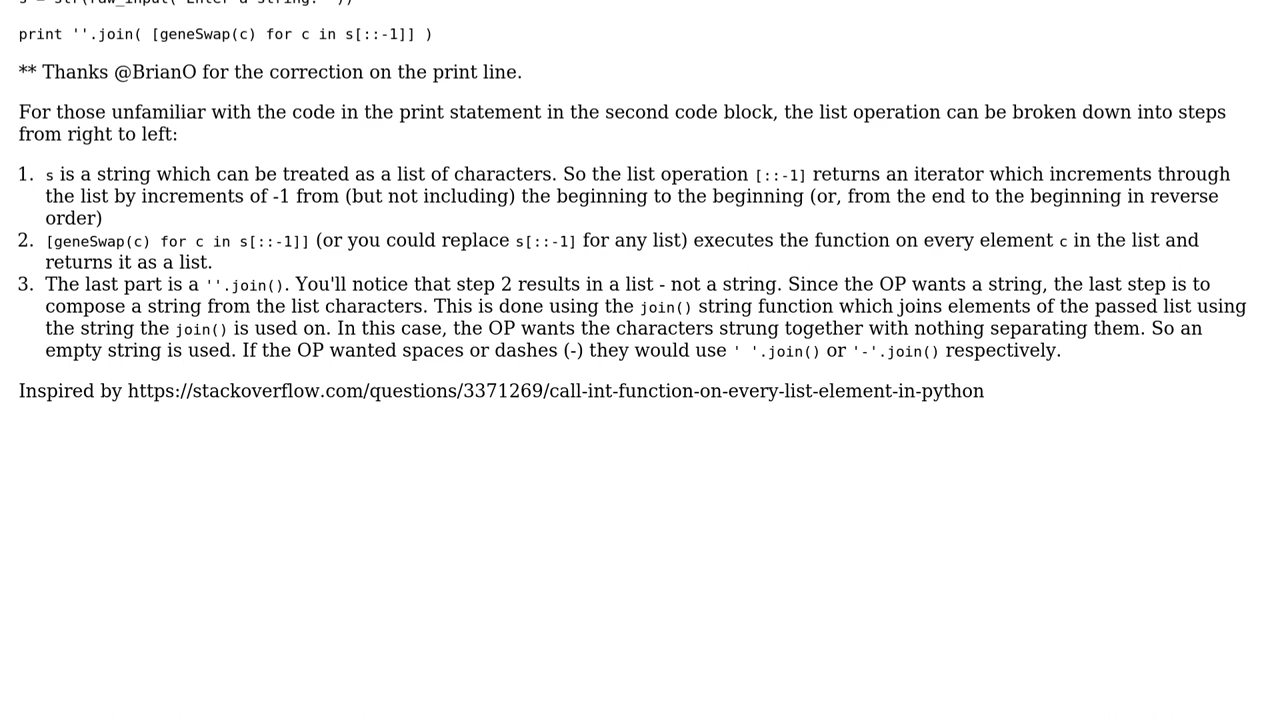 s = str(raw_input("Enter a string: "))
print ''.join( [geneSwap(c) for c in s[::-1]] )
** Thanks @BrianO for the correction on the print line.
For those unfamiliar with the code in the print statement in the second code block, the list operation can be broken down into steps
from right to left:
1. s is a string which can be treated as a list of characters. So the list operation [::-1] returns an iterator which increments through
the list by increments of -1 from (but not including) the beginning to the beginning (or, from the end to the beginning in reverse
order)
2. [geneSwap(c) for c in s[::-1]] (or you could replace s[::-1] for any list) executes the function on every element c in the list and
returns it as a list.
3. The last part is a ''.join(). You'll notice that step 2 results in a list - not a string. Since the OP wants a string, the last step is to
compose a string from the list characters. This is done using the join() string function which joins elements of the passed list using
the string the join() is used on. In this case, the OP wants the characters strung together with nothing separating them. So an
empty string is used. If the OP wanted spaces or dashes (-) they would use ' '.join() or '-'.join() respectively.
Inspired by https://stackoverflow.com/questions/3371269/call-int-function-on-every-list-element-in-python